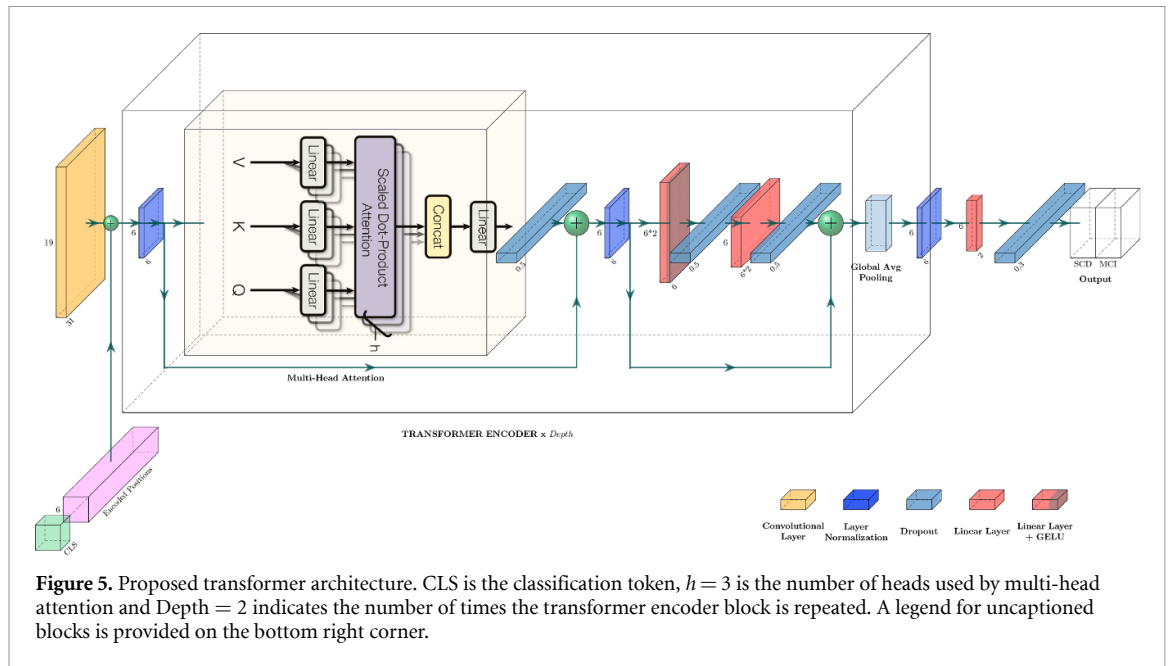 19
31
6
6
V
K
Q
Linear
Linear
Linear
Scaled Dot-Product
Attention
h
Concat
Linear
0.5
6
6
6*2
6
0.5
6
6*2
0.5
Global Avg
Pooling
6
6
6
2
0.3
SCD MCI
Output
Multi-Head Attention
TRANSFORMER ENCODER x Depth
6
Encoded Positions
CLS
Convolutional
Layer
Layer
Normalization
Dropout
Linear Layer
Linear Layer
+ GELU
Figure 5. Proposed transformer architecture. CLS is the classification token, h = 3 is the number of heads used by multi-head
attention and Depth = 2 indicates the number of times the transformer encoder block is repeated. A legend for uncaptioned
blocks is provided on the bottom right corner.